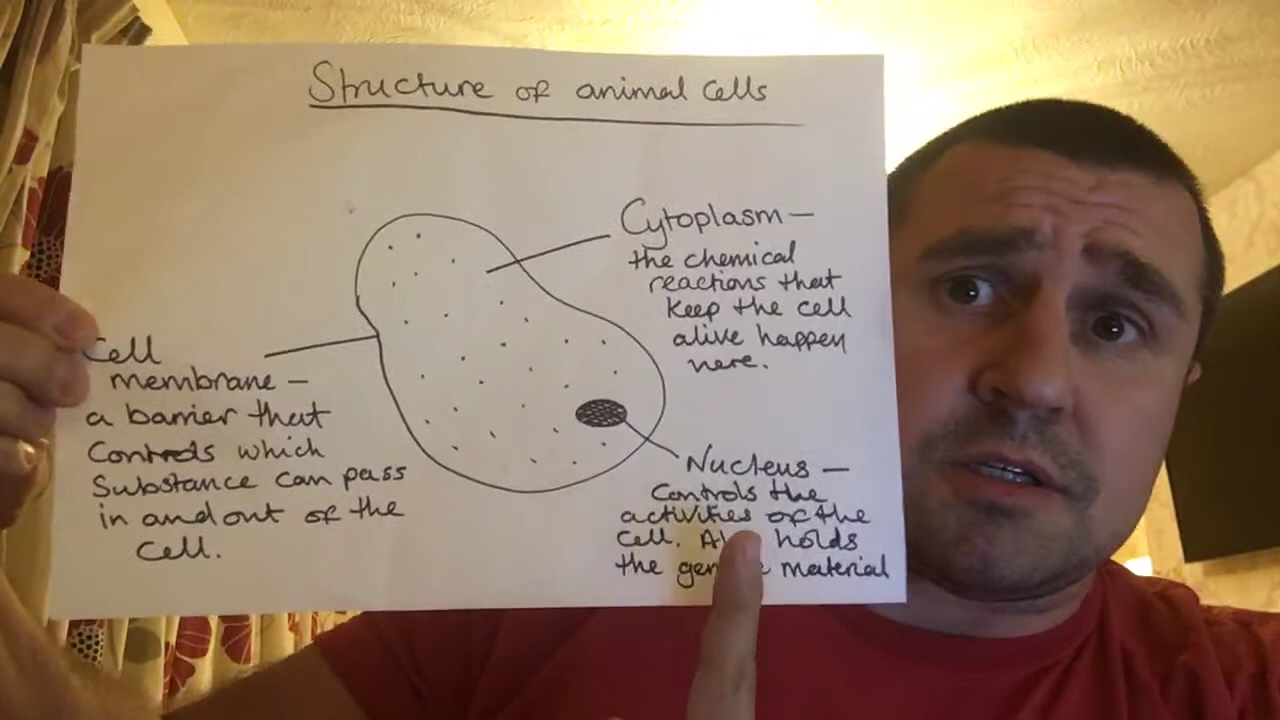 Structure of animal cells
Cytoplasm —
the chemical
reactions that
keep the cell
alive happen
here.
Cell
membrane —
a barrier that
controls which
substance can pass
in and out of the
cell.
Nucleus —
controls the
activities of the
cell. holds
the material